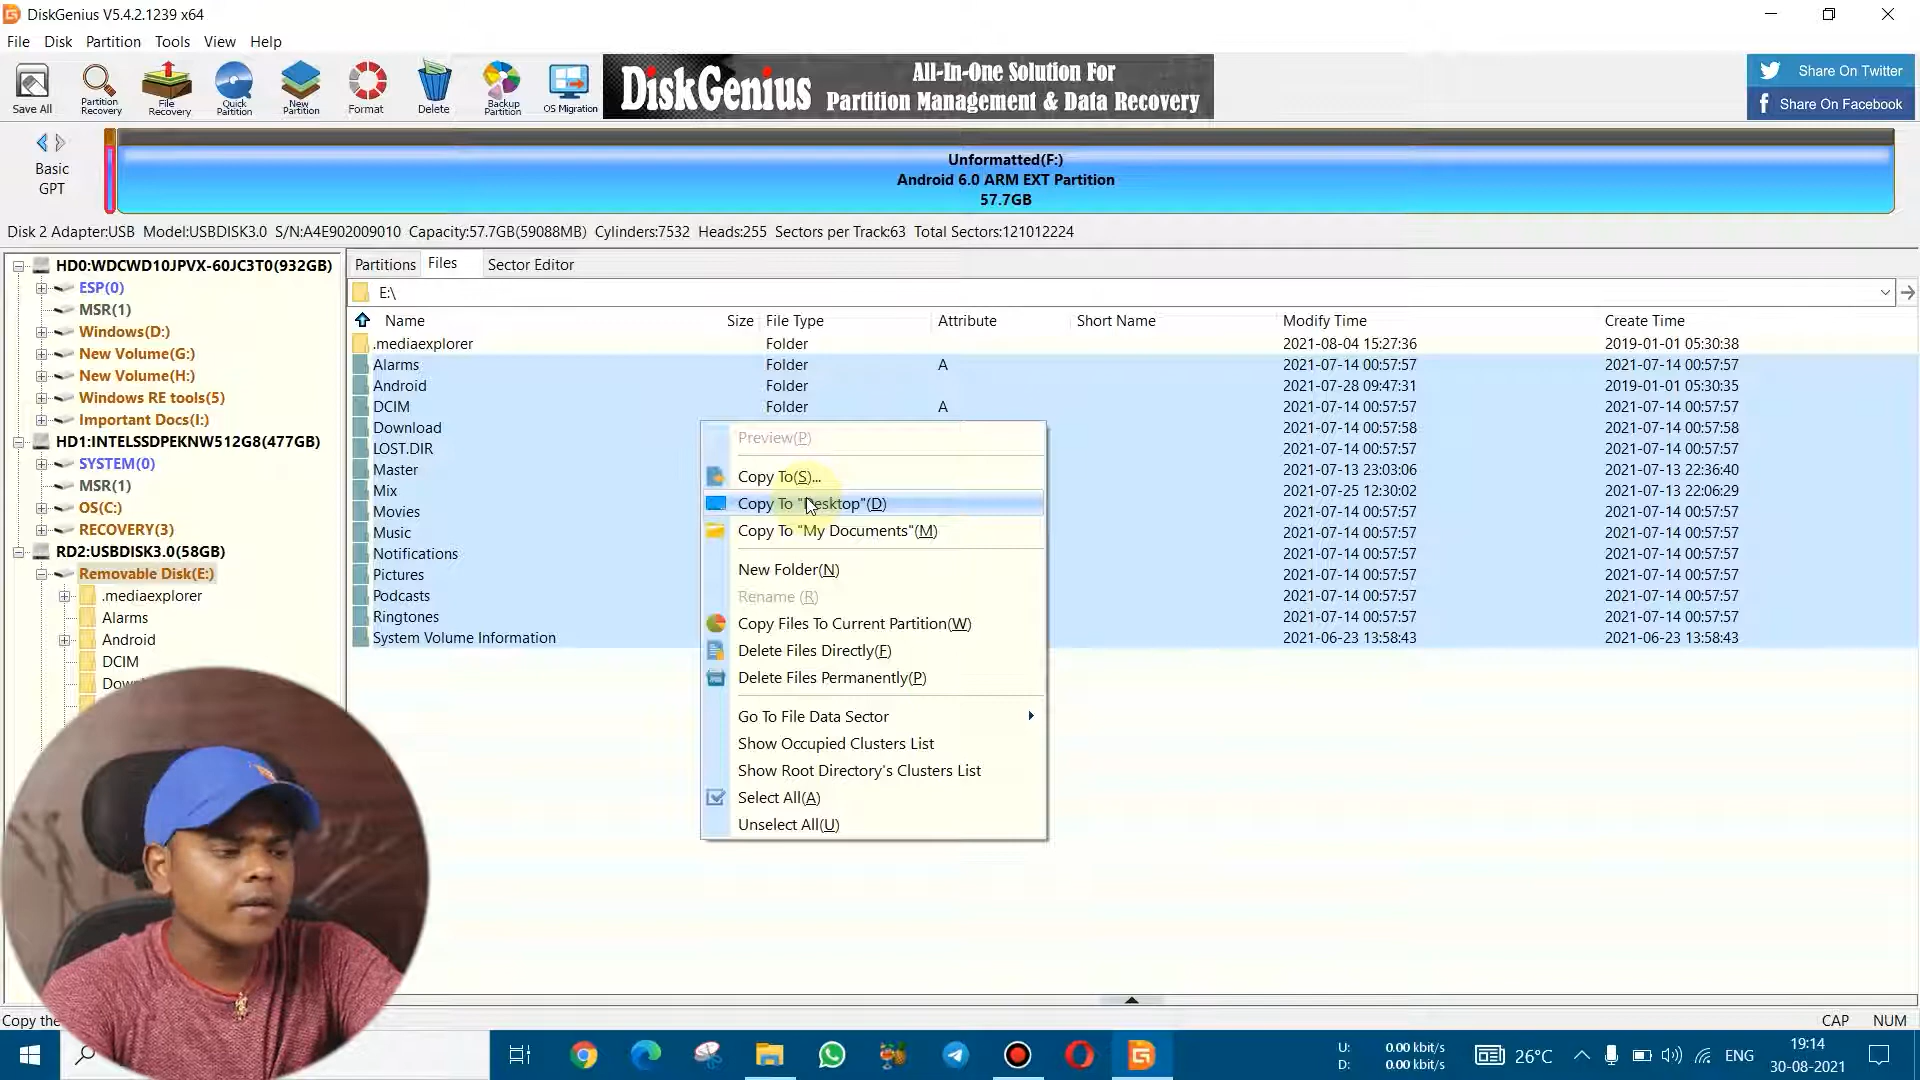 DiskGenius V5.4.2.1239 x64
File Disk Partition Tools View Help
Save All
Partition Recovery
File Recovery
Quick Partition
New Partition
Format
Delete
Backup Partition
OS Migration
DiskGenius
All-In-One Solution For
Partition Management & Data Recovery
Share On Twitter
Share On Facebook
Basic
GPT
Unformatted(F:)
Android 6.0 ARM EXT Partition
57.7GB
Disk 2 Adapter:USB Model:USBDISK3.0 S/N:A4E902009010 Capacity:57.7GB(59088MB) Cylinders:7532 Heads:255 Sectors per Track:63 Total Sectors:121012224
HD0:WDCWD10JPVX-60JC3T0(932GB)
ESP(0)
MSR(1)
Windows(D:)
New Volume(G:)
New Volume(H:)
Windows RE tools(5)
Important Docs(I:)
HD1:INTELSSDPEKNW512G8(477GB)
SYSTEM(0)
MSR(1)
OS(C:)
RECOVERY(3)
RD2:USBDISK3.0(58GB)
Removable Disk(E:)
.mediaexplorer
Alarms
Android
DCIM
Partitions Files Sector Editor
E:\
Name Size File Type Attribute Short Name Modify Time Create Time
.mediaexplorer Folder 2021-08-04 15:27:36 2019-01-01 05:30:38
Alarms Folder A 2021-07-14 00:57:57 2021-07-14 00:57:57
Android Folder 2021-07-28 09:47:31 2019-01-01 05:30:35
DCIM Folder A 2021-07-14 00:57:57 2021-07-14 00:57:57
Download 2021-07-14 00:57:58 2021-07-14 00:57:58
LOST.DIR 2021-07-14 00:57:57 2021-07-14 00:57:57
Master 2021-07-13 23:03:06 2021-07-13 22:36:40
Mix 2021-07-25 12:30:02 2021-07-13 22:06:29
Movies 2021-07-14 00:57:57 2021-07-14 00:57:57
Music 2021-07-14 00:57:57 2021-07-14 00:57:57
Notifications 2021-07-14 00:57:57 2021-07-14 00:57:57
Pictures 2021-07-14 00:57:57 2021-07-14 00:57:57
Podcasts 2021-07-14 00:57:57 2021-07-14 00:57:57
Ringtones 2021-07-14 00:57:57 2021-07-14 00:57:57
System Volume Information 2021-06-23 13:58:43 2021-06-23 13:58:43
Preview(P)
Copy To(S)...
Copy To "Desktop"(D)
Copy To "My Documents"(M)
New Folder(N)
Rename (R)
Copy Files To Current Partition(W)
Delete Files Directly(F)
Delete Files Permanently(P)
Go To File Data Sector
Show Occupied Clusters List
Show Root Directory's Clusters List
Select All(A)
Unselect All(U)
Copy the
CAP NUM
U: 0.00 kbit/s
D: 0.00 kbit/s
26°C
ENG
19:14
30-08-2021